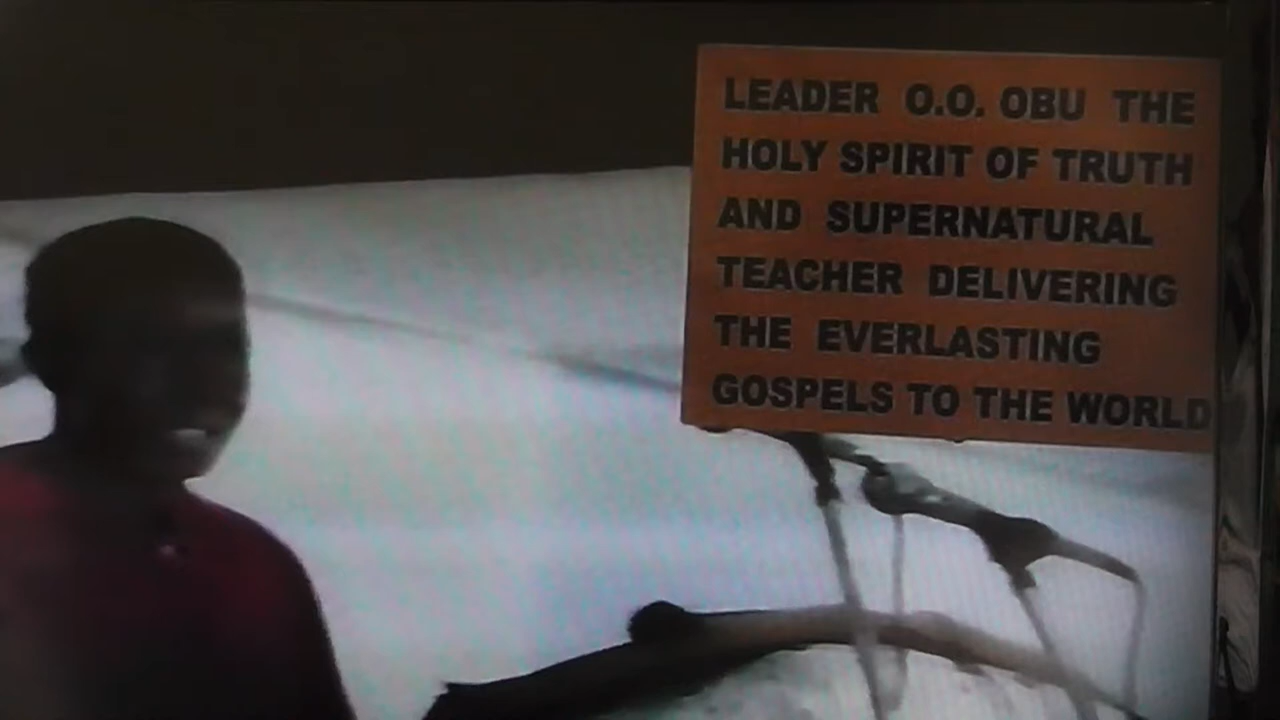 LEADER O.O. OBU THE
HOLY SPIRIT OF TRUTH
AND SUPERNATURAL
TEACHER DELIVERING
THE EVERLASTING
GOSPELS TO THE WORLD